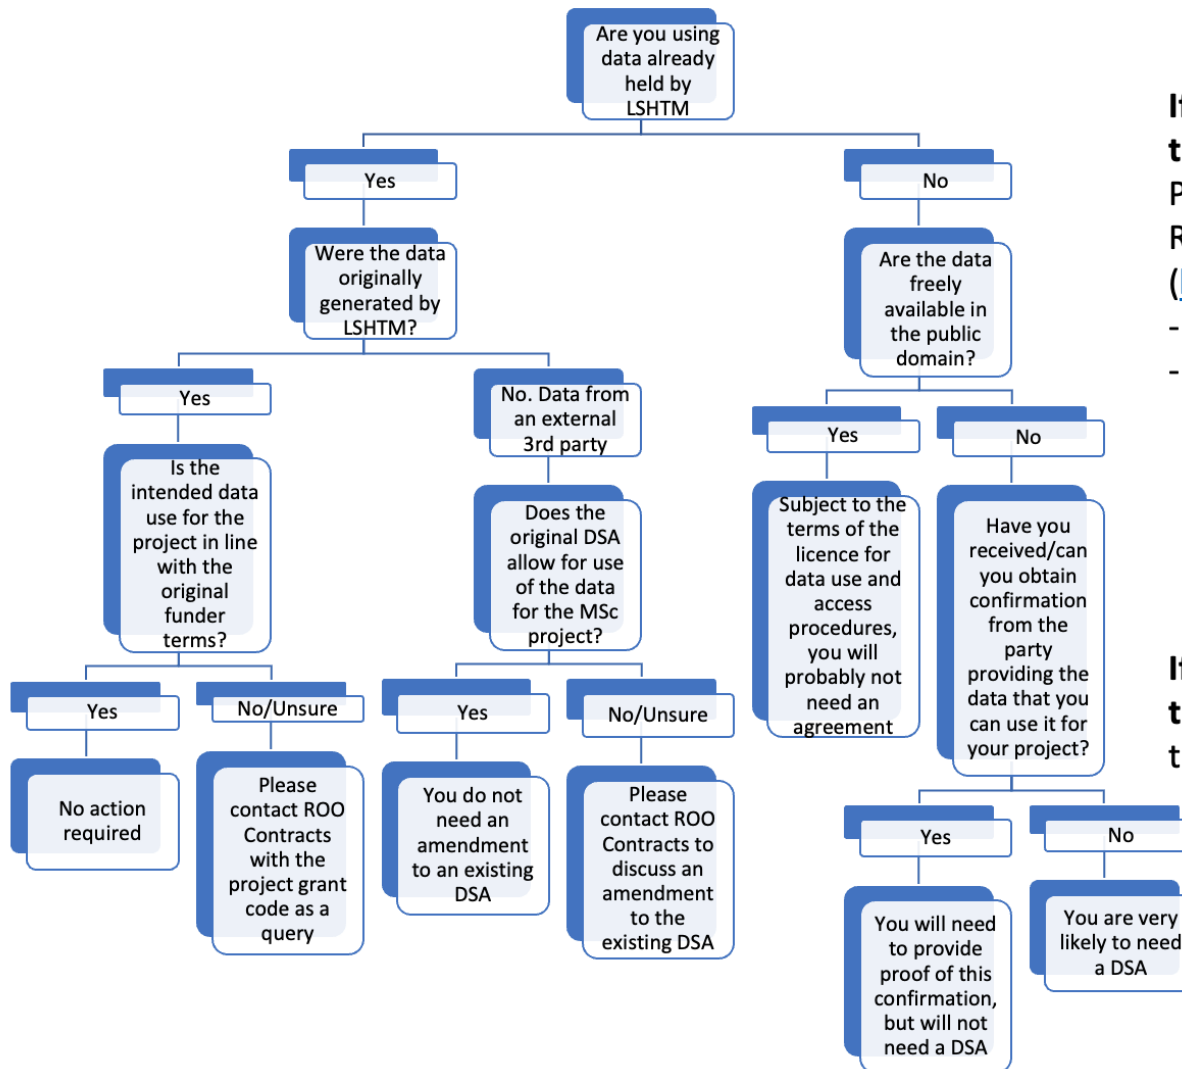 Are you using
data already
held by
LSHTM
Yes
No
Were the data
originally
generated by
LSHTM?
Are the data
freely
available in
the public
domain?
Yes
No. Data from
an external
3rd party
Yes
No
Is the
intended data
use for the
project in line
with the
original
funder
terms?
Does the
original DSA
allow for use
of the data
for the MSc
project?
Subject to the
terms of the
licence for
data use and
access
procedures,
you will
probably not
need an
agreement
Have you
received/can
you obtain
confirmation
from the
party
providing the
data that you
can use it for
your project?
Yes
No/Unsure
Yes
No/Unsure
No action
required
Please
contact ROO
Contracts
with the
project grant
code as a
query
You do not
need an
amendment
to an existing
DSA
Please
contact ROO
Contracts to
discuss an
amendment
to the
existing DSA
Yes
No
You will need
to provide
proof of this
confirmation,
but will not
need a DSA
You are very
likely to need
a DSA